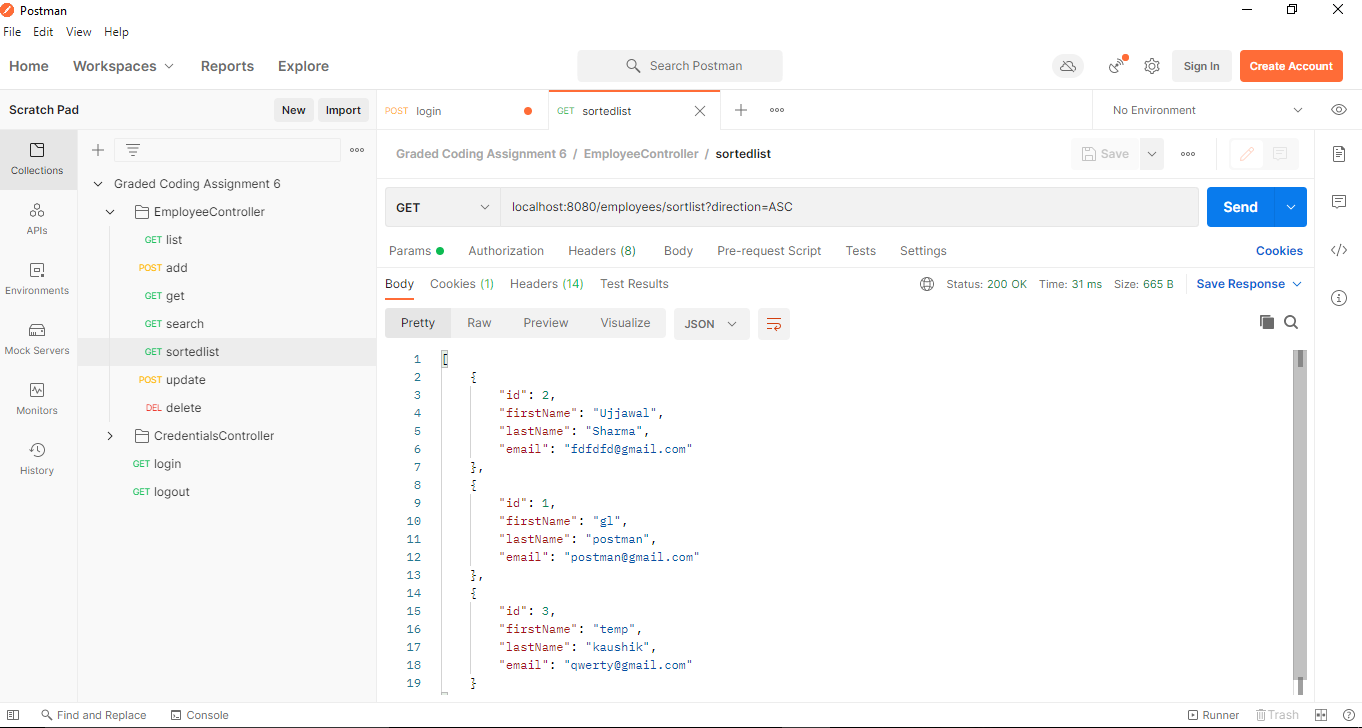 Postman
File Edit View Help
Home Workspaces Reports Explore Search Postman Sign In Create Account
Scratch Pad New Import
POST login GET sortedlist No Environment
Collections
APIs
Environments
Mock Servers
Monitors
History
Graded Coding Assignment 6
EmployeeController
GET list
POST add
GET get
GET search
GET sortedlist
POST update
DEL delete
CredentialsController
GET login
GET logout
Graded Coding Assignment 6 / EmployeeController / sortedlist Save
GET localhost:8080/employees/sortlist?direction=ASC Send
Params Authorization Headers (8) Body Pre-request Script Tests Settings Cookies
Body Cookies (1) Headers (14) Test Results Status: 200 OK Time: 31 ms Size: 665 B Save Response
Pretty Raw Preview Visualize JSON
1 [
2 {
3 "id": 2,
4 "firstName": "Ujjawal",
5 "lastName": "Sharma",
6 "email": "fdfdfd@gmail.com"
7 },
8 {
9 "id": 1,
10 "firstName": "gl",
11 "lastName": "postman",
12 "email": "postman@gmail.com"
13 },
14 {
15 "id": 3,
16 "firstName": "temp",
17 "lastName": "kaushik",
18 "email": "qwerty@gmail.com"
19 }
Find and Replace Console Runner Trash